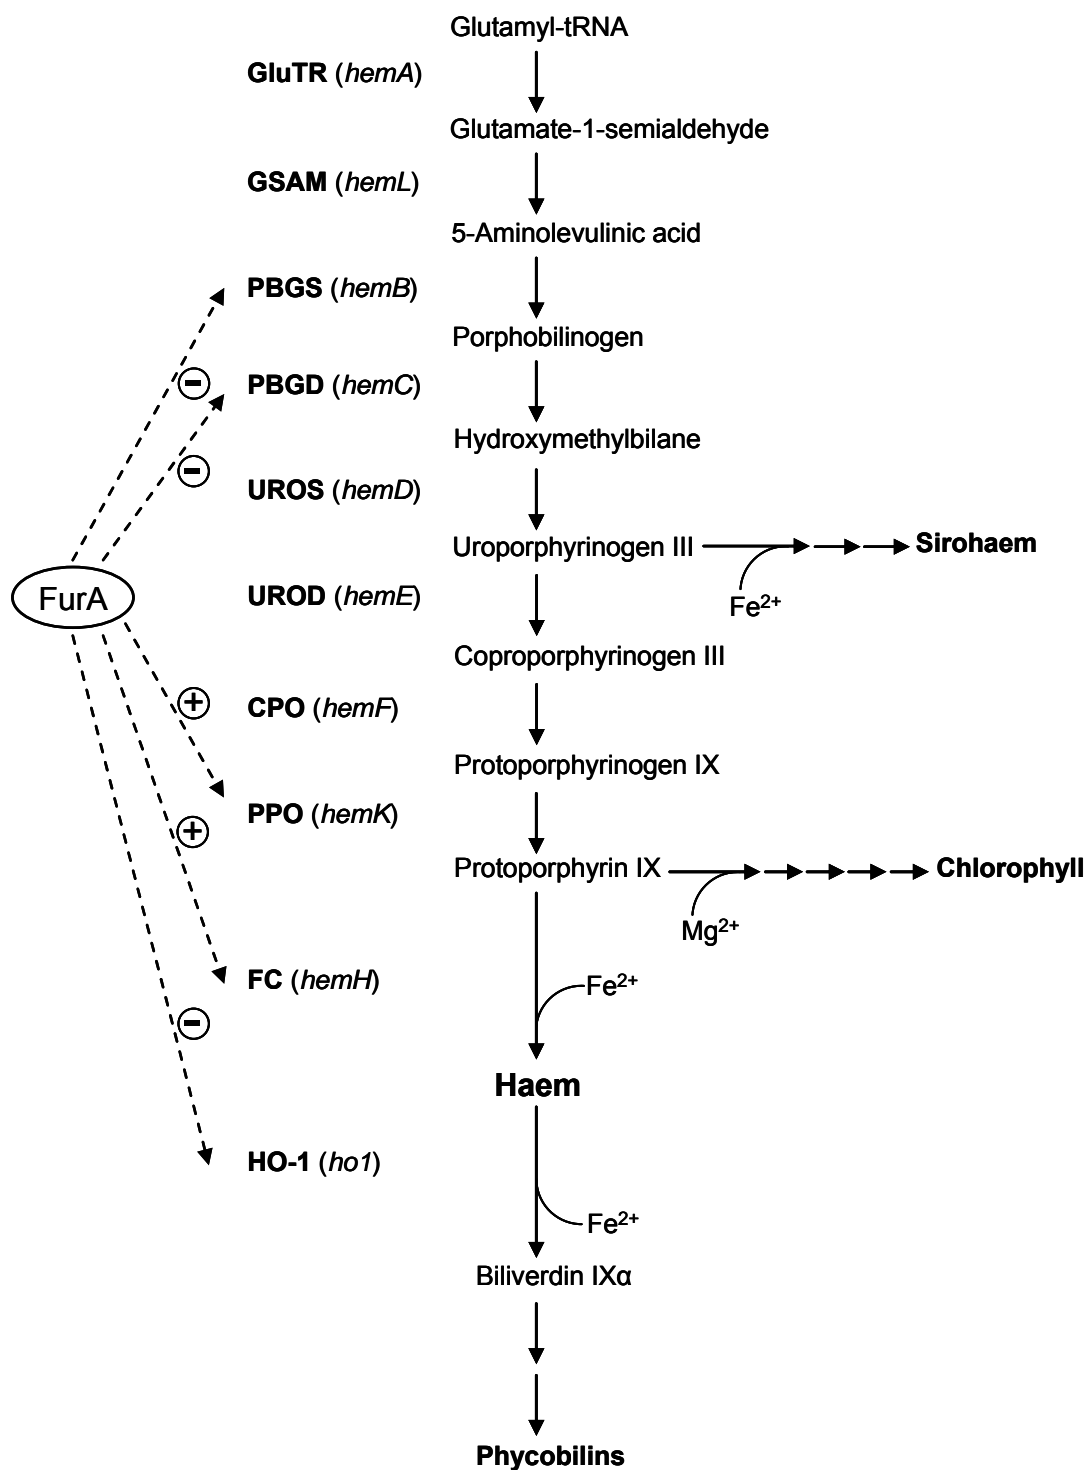 Glutamyl-tRNA
GluTR (hemA)
Glutamate-1-semialdehyde
GSAM (hemL)
5-Aminolevulinic acid
PBGS (hemB)
Porphobilinogen
PBGD (hemC)
−
Hydroxymethylbilane
−
UROS (hemD)
Uroporphyrinogen III
Sirohaem
Fe2+
FurA
UROD (hemE)
Coproporphyrinogen III
+
CPO (hemF)
Protoporphyrinogen IX
PPO (hemK)
+
Protoporphyrin IX
Chlorophyll
Mg2+
FC (hemH)
Fe2+
−
Haem
HO-1 (ho1)
Fe2+
Biliverdin IXα
Phycobilins